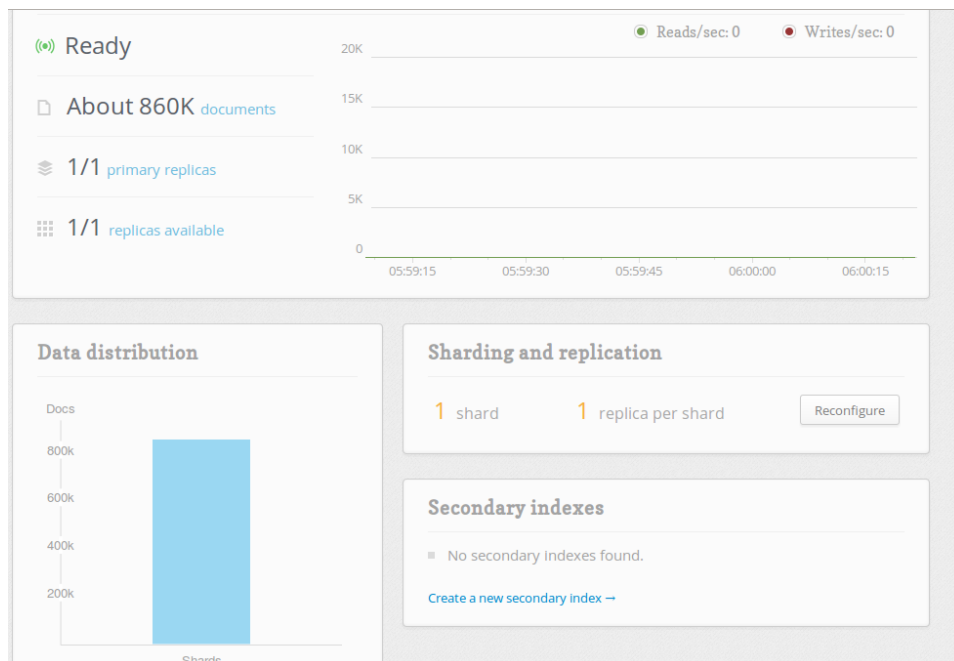 Ready
About 860K documents
1/1 primary replicas
1/1 replicas available
Reads/sec: 0 Writes/sec: 0
20K
15K
10K
5K
0
05:59:15 05:59:30 05:59:45 06:00:00 06:00:15
Data distribution
Docs
800k
600k
400k
200k
Shards
Sharding and replication
1 shard 1 replica per shard Reconfigure
Secondary indexes
No secondary indexes found.
Create a new secondary index →